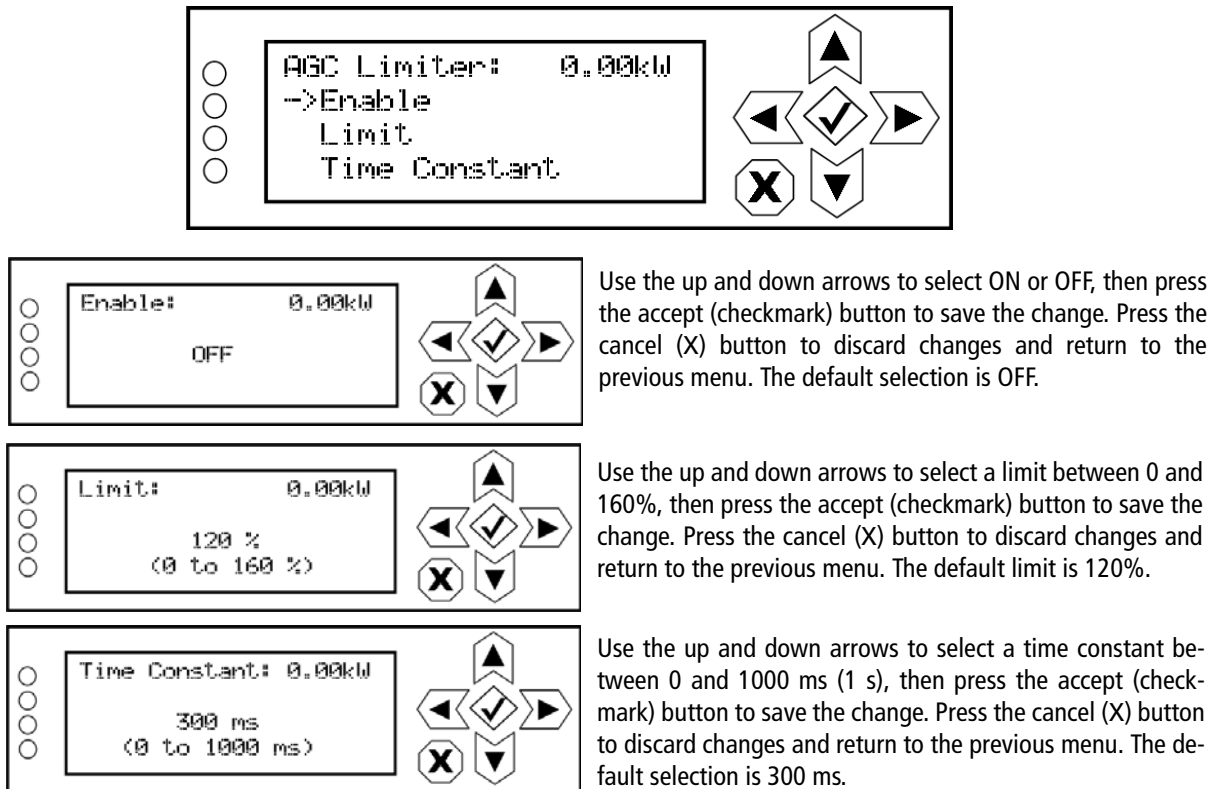 AGC Limiter: 0.00kW
->Enable
Limit
Time Constant
X
Enable: 0.00kW
OFF
X
Use the up and down arrows to select ON or OFF, then press
the accept (checkmark) button to save the change. Press the
cancel (X) button to discard changes and return to the
previous menu. The default selection is OFF.
Limit: 0.00kW
120 %
(0 to 160 %)
X
Use the up and down arrows to select a limit between 0 and
160%, then press the accept (checkmark) button to save the
change. Press the cancel (X) button to discard changes and
return to the previous menu. The default limit is 120%.
Time Constant: 0.00kW
300 ms
(0 to 1000 ms)
X
Use the up and down arrows to select a time constant be-
tween 0 and 1000 ms (1 s), then press the accept (check-
mark) button to save the change. Press the cancel (X) button
to discard changes and return to the previous menu. The de-
fault selection is 300 ms.